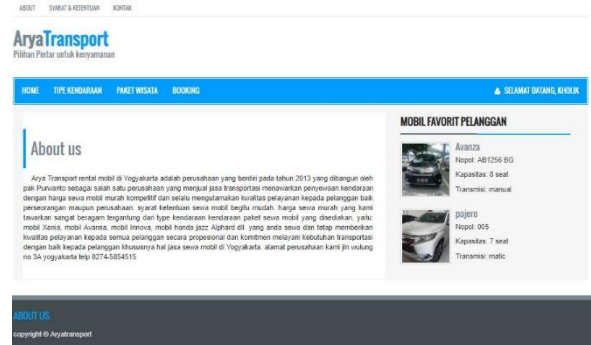 ABOUT SYARAT & KETENTUAN KONTAK
AryaTransport
Pilihan Pintar untuk kenyamanan
HOME TIPE KENDARAAN PAKET WISATA BOOKING SELAMAT DATANG, KHOLIK
About us
Arya Transport rental mobil di Yogyakarta adalah perusahaan yang berdiri pada tahun 2013 yang dibangun oleh
pak Purwanto sebagai salah satu perusahaan yang menjual jasa transportasi menawarkan penyewaan kendaraan
dengan harga sewa mobil murah kompetitif dan selalu mengutamakan kwalitas pelayanan kepada pelanggan baik
perseorangan maupun perusahaan. syarat ketentuan sewa mobil begitu mudah. harga sewa murah yang kami
tawarkan sangat beragam tergantung dari type kendaraan kendaraan paket sewa mobil yang disediakan, yaitu:
mobil Xenia, mobil Avanza, mobil Innova, mobil honda jazz Alphard dll. yang anda sewa dan tetap memberikan
kwalitas pelayanan kepada semua pelanggan secara propesional dan komitmen melayani kebutuhan transportasi
dengan baik kepada pelanggan khususnya hal jasa sewa mobil di Yogyakarta. alamat perusahaan kami jln wulung
no 3A yogyakarta telp 0274-5854515
MOBIL FAVORIT PELANGGAN
Avanza
Nopol: AB1256 BG
Kapasitas: 8 seat
Transmisi: manual
pajero
Nopol: 005
Kapasitas: 7 seat
Transmisi: matic
ABOUT US
copyright © Aryatransport